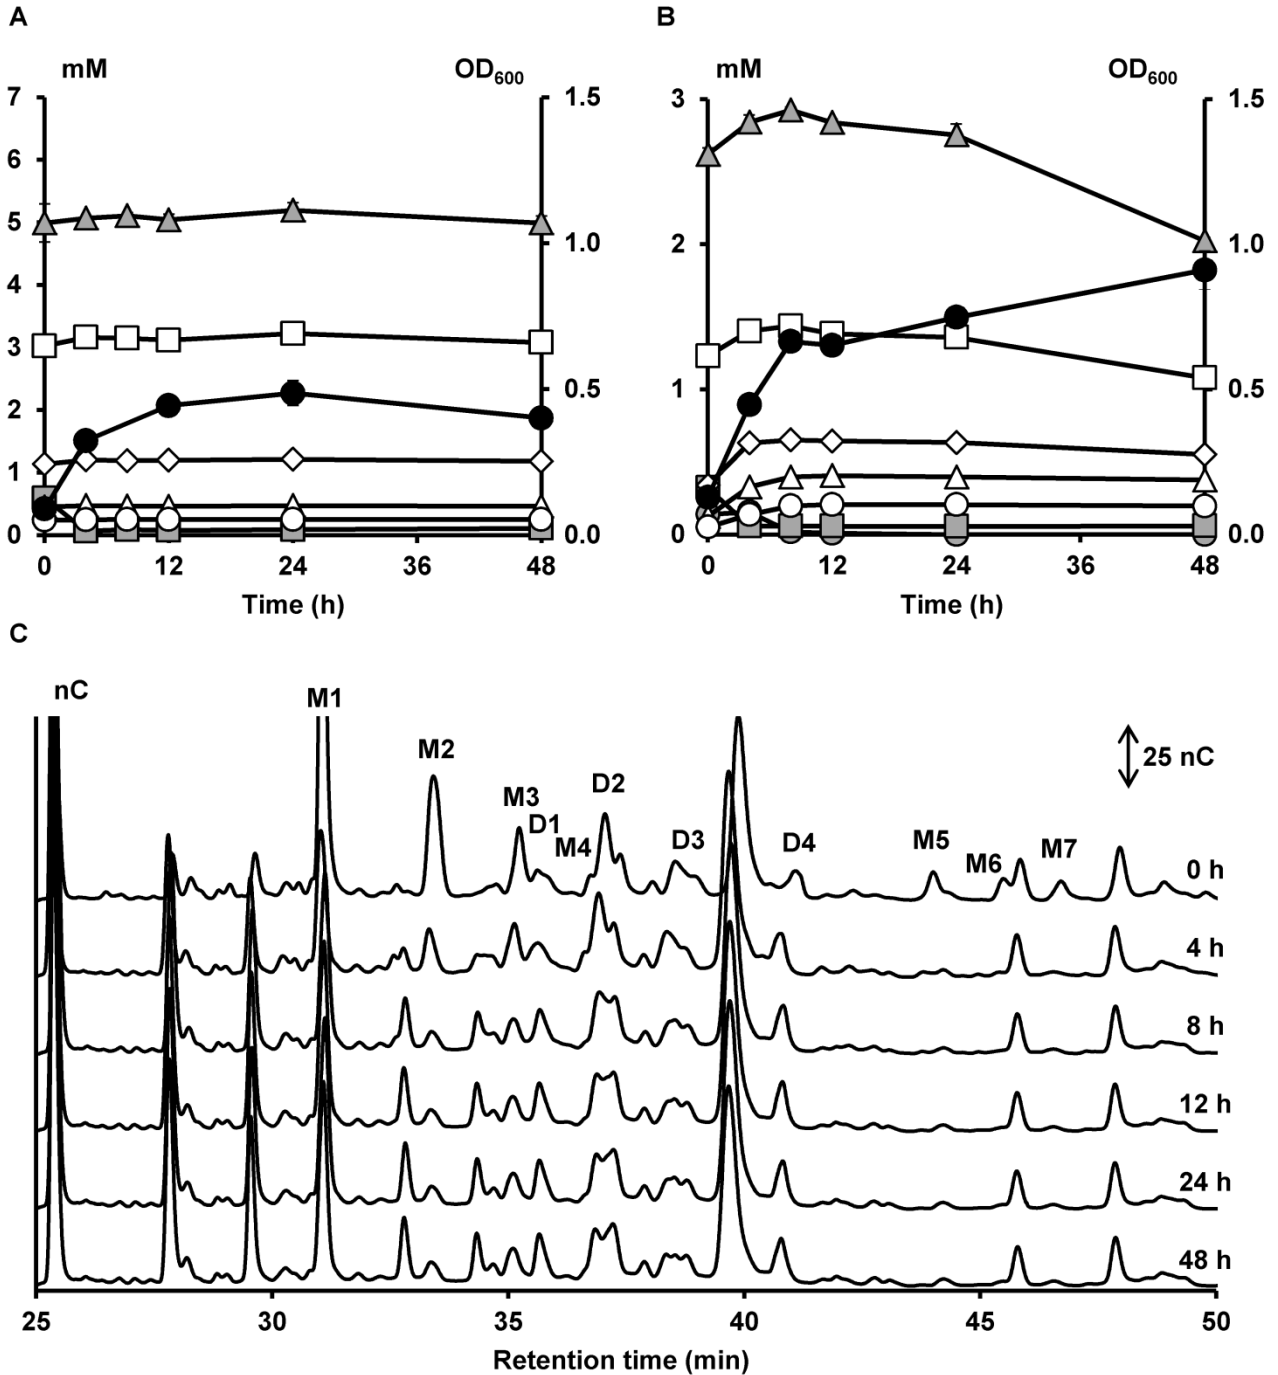 A
B
mM
OD600
mM
OD600
7
6
5
4
3
2
1
0
1.5
1.0
0.5
0.0
0
12
24
36
48
Time (h)
3
2
1
0
1.5
1.0
0.5
0.0
0
12
24
36
48
Time (h)
C
nC
M1
M2
M3
D1
M4
D2
D3
D4
M5
M6
M7
25 nC
0 h
4 h
8 h
12 h
24 h
48 h
25
30
35
40
45
50
Retention time (min)